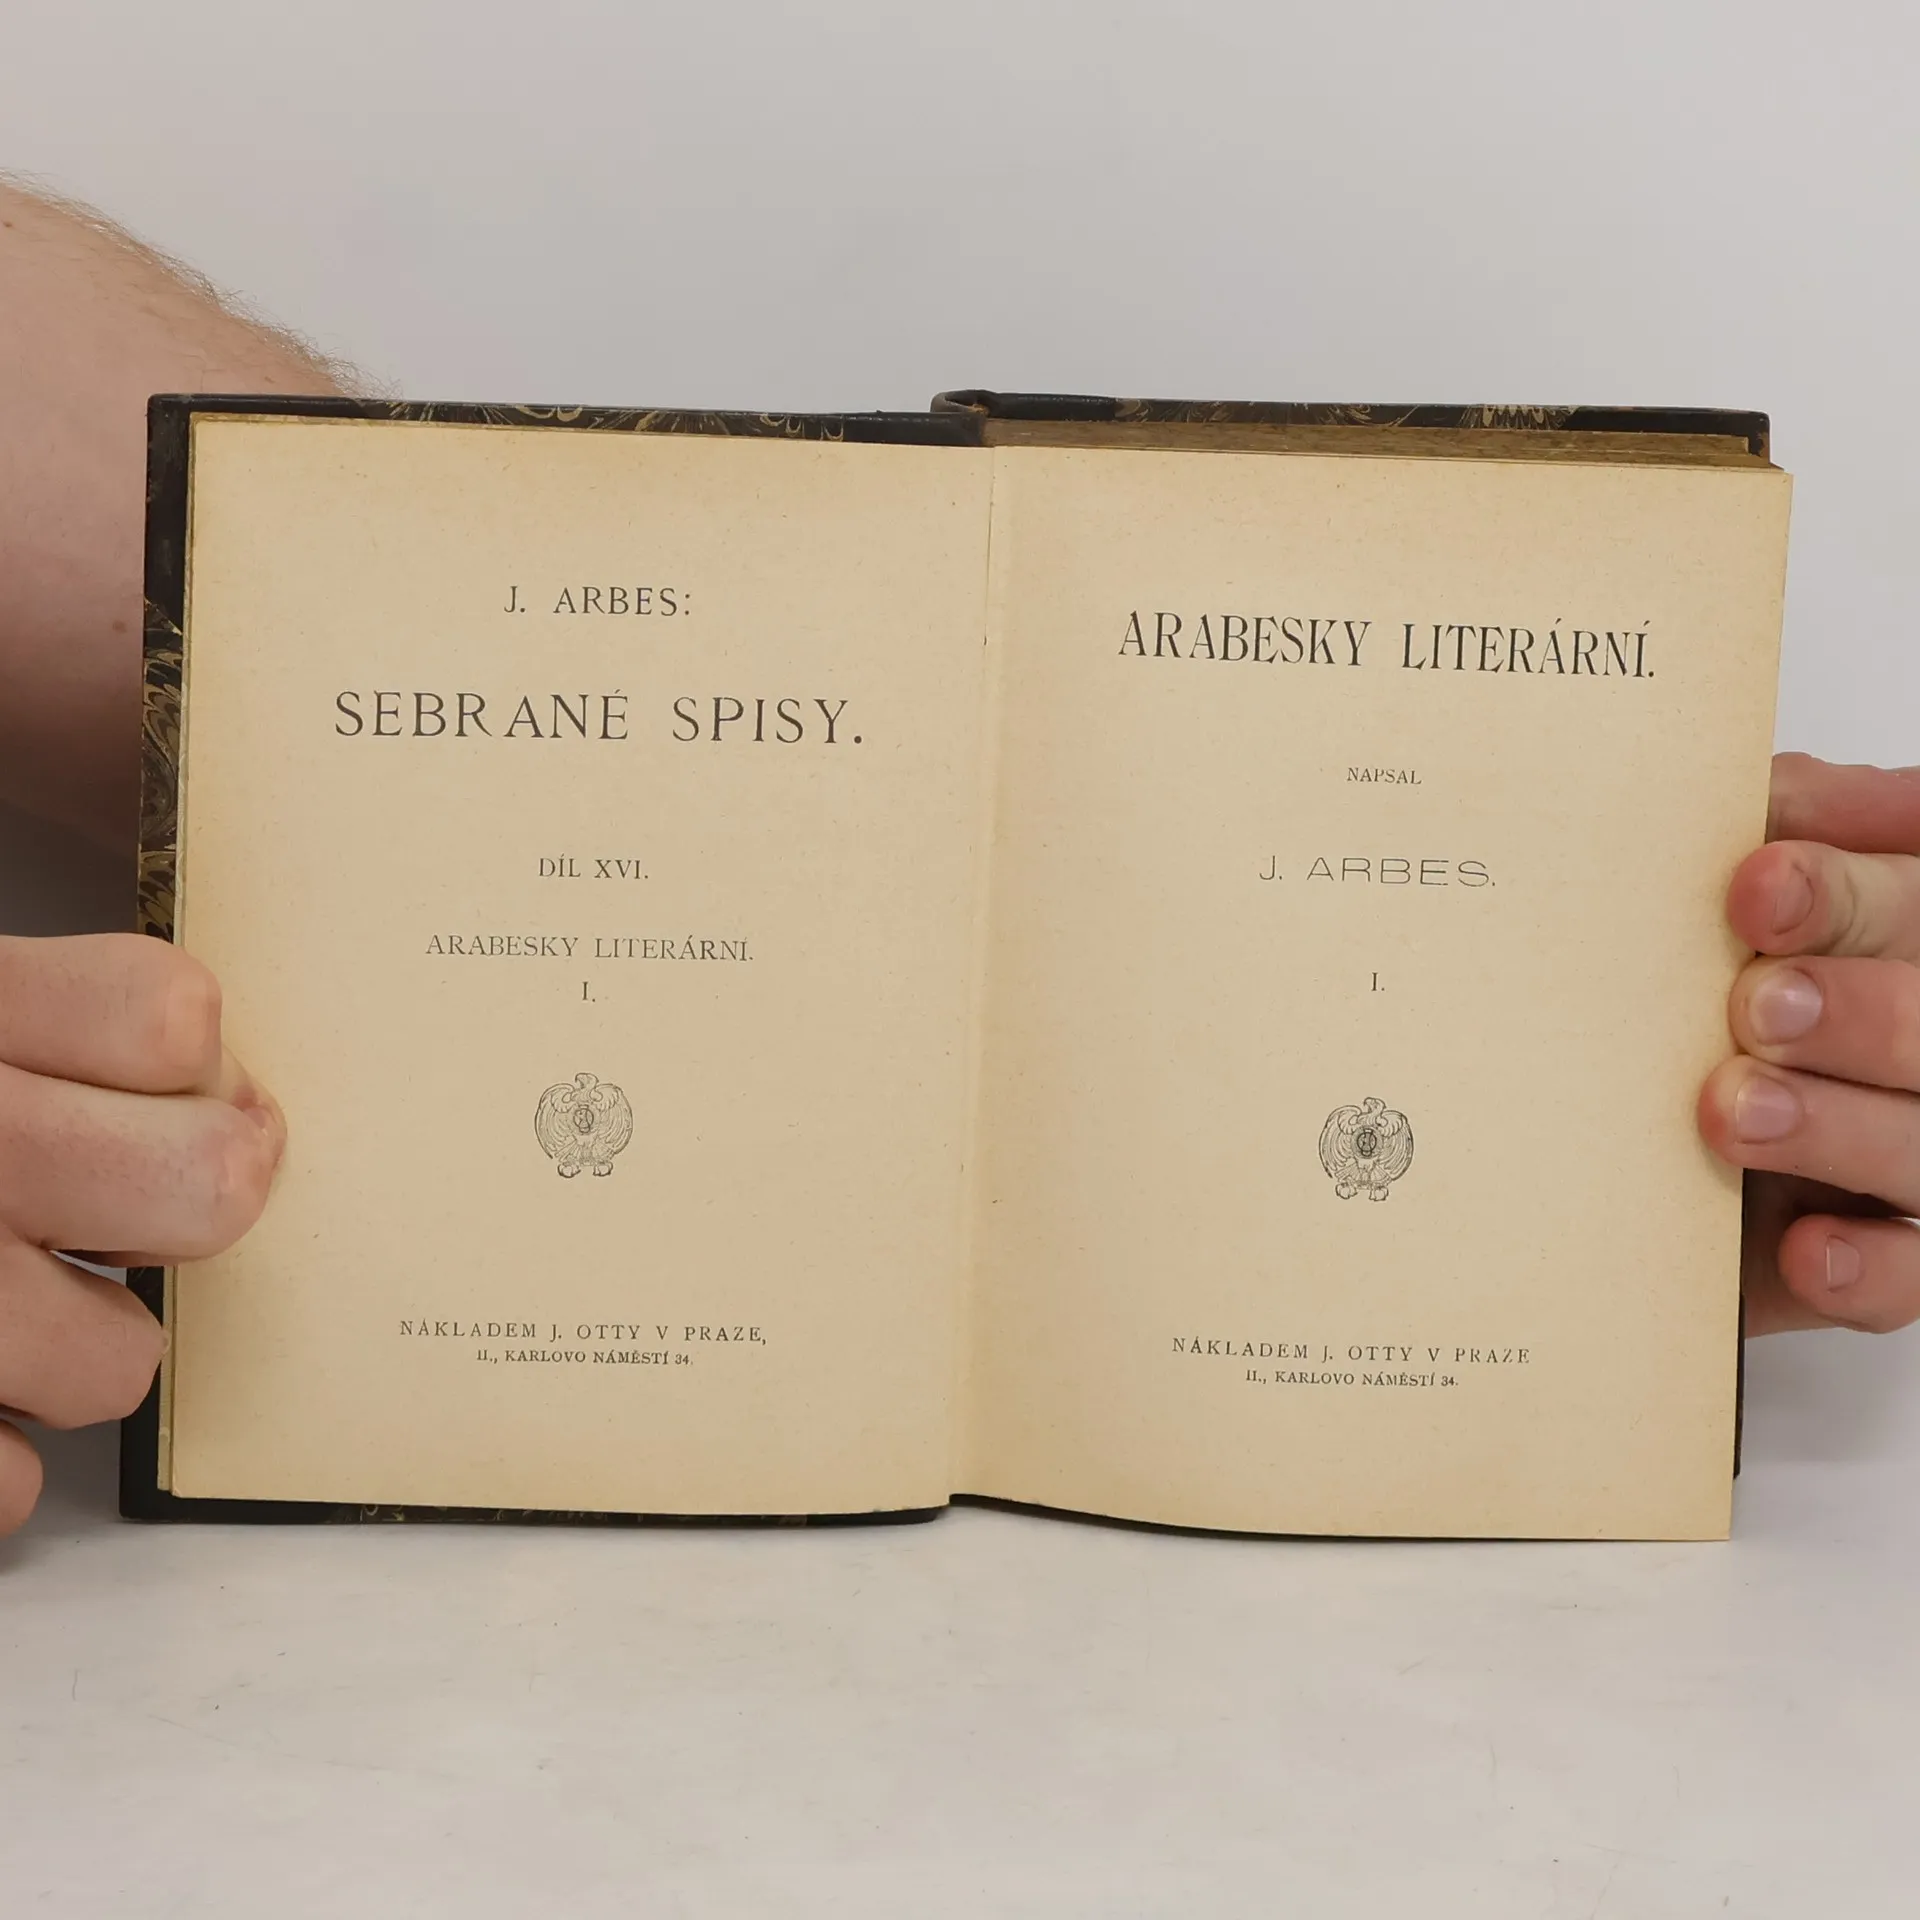 J. ARBES:
SEBRANÉ SPISY.
DÍL XVI.
ARABESKY LITERÁRNÍ.
I.
NÁKLADEM J. OTTY V PRAZE,
II., KARLOVO NÁMĚSTÍ 34.
ARABESKY LITERÁRNÍ.
NAPSAL
J. ARBES.
I.
NÁKLADEM J. OTTY V PRAZE
II., KARLOVO NÁMĚSTÍ 34.